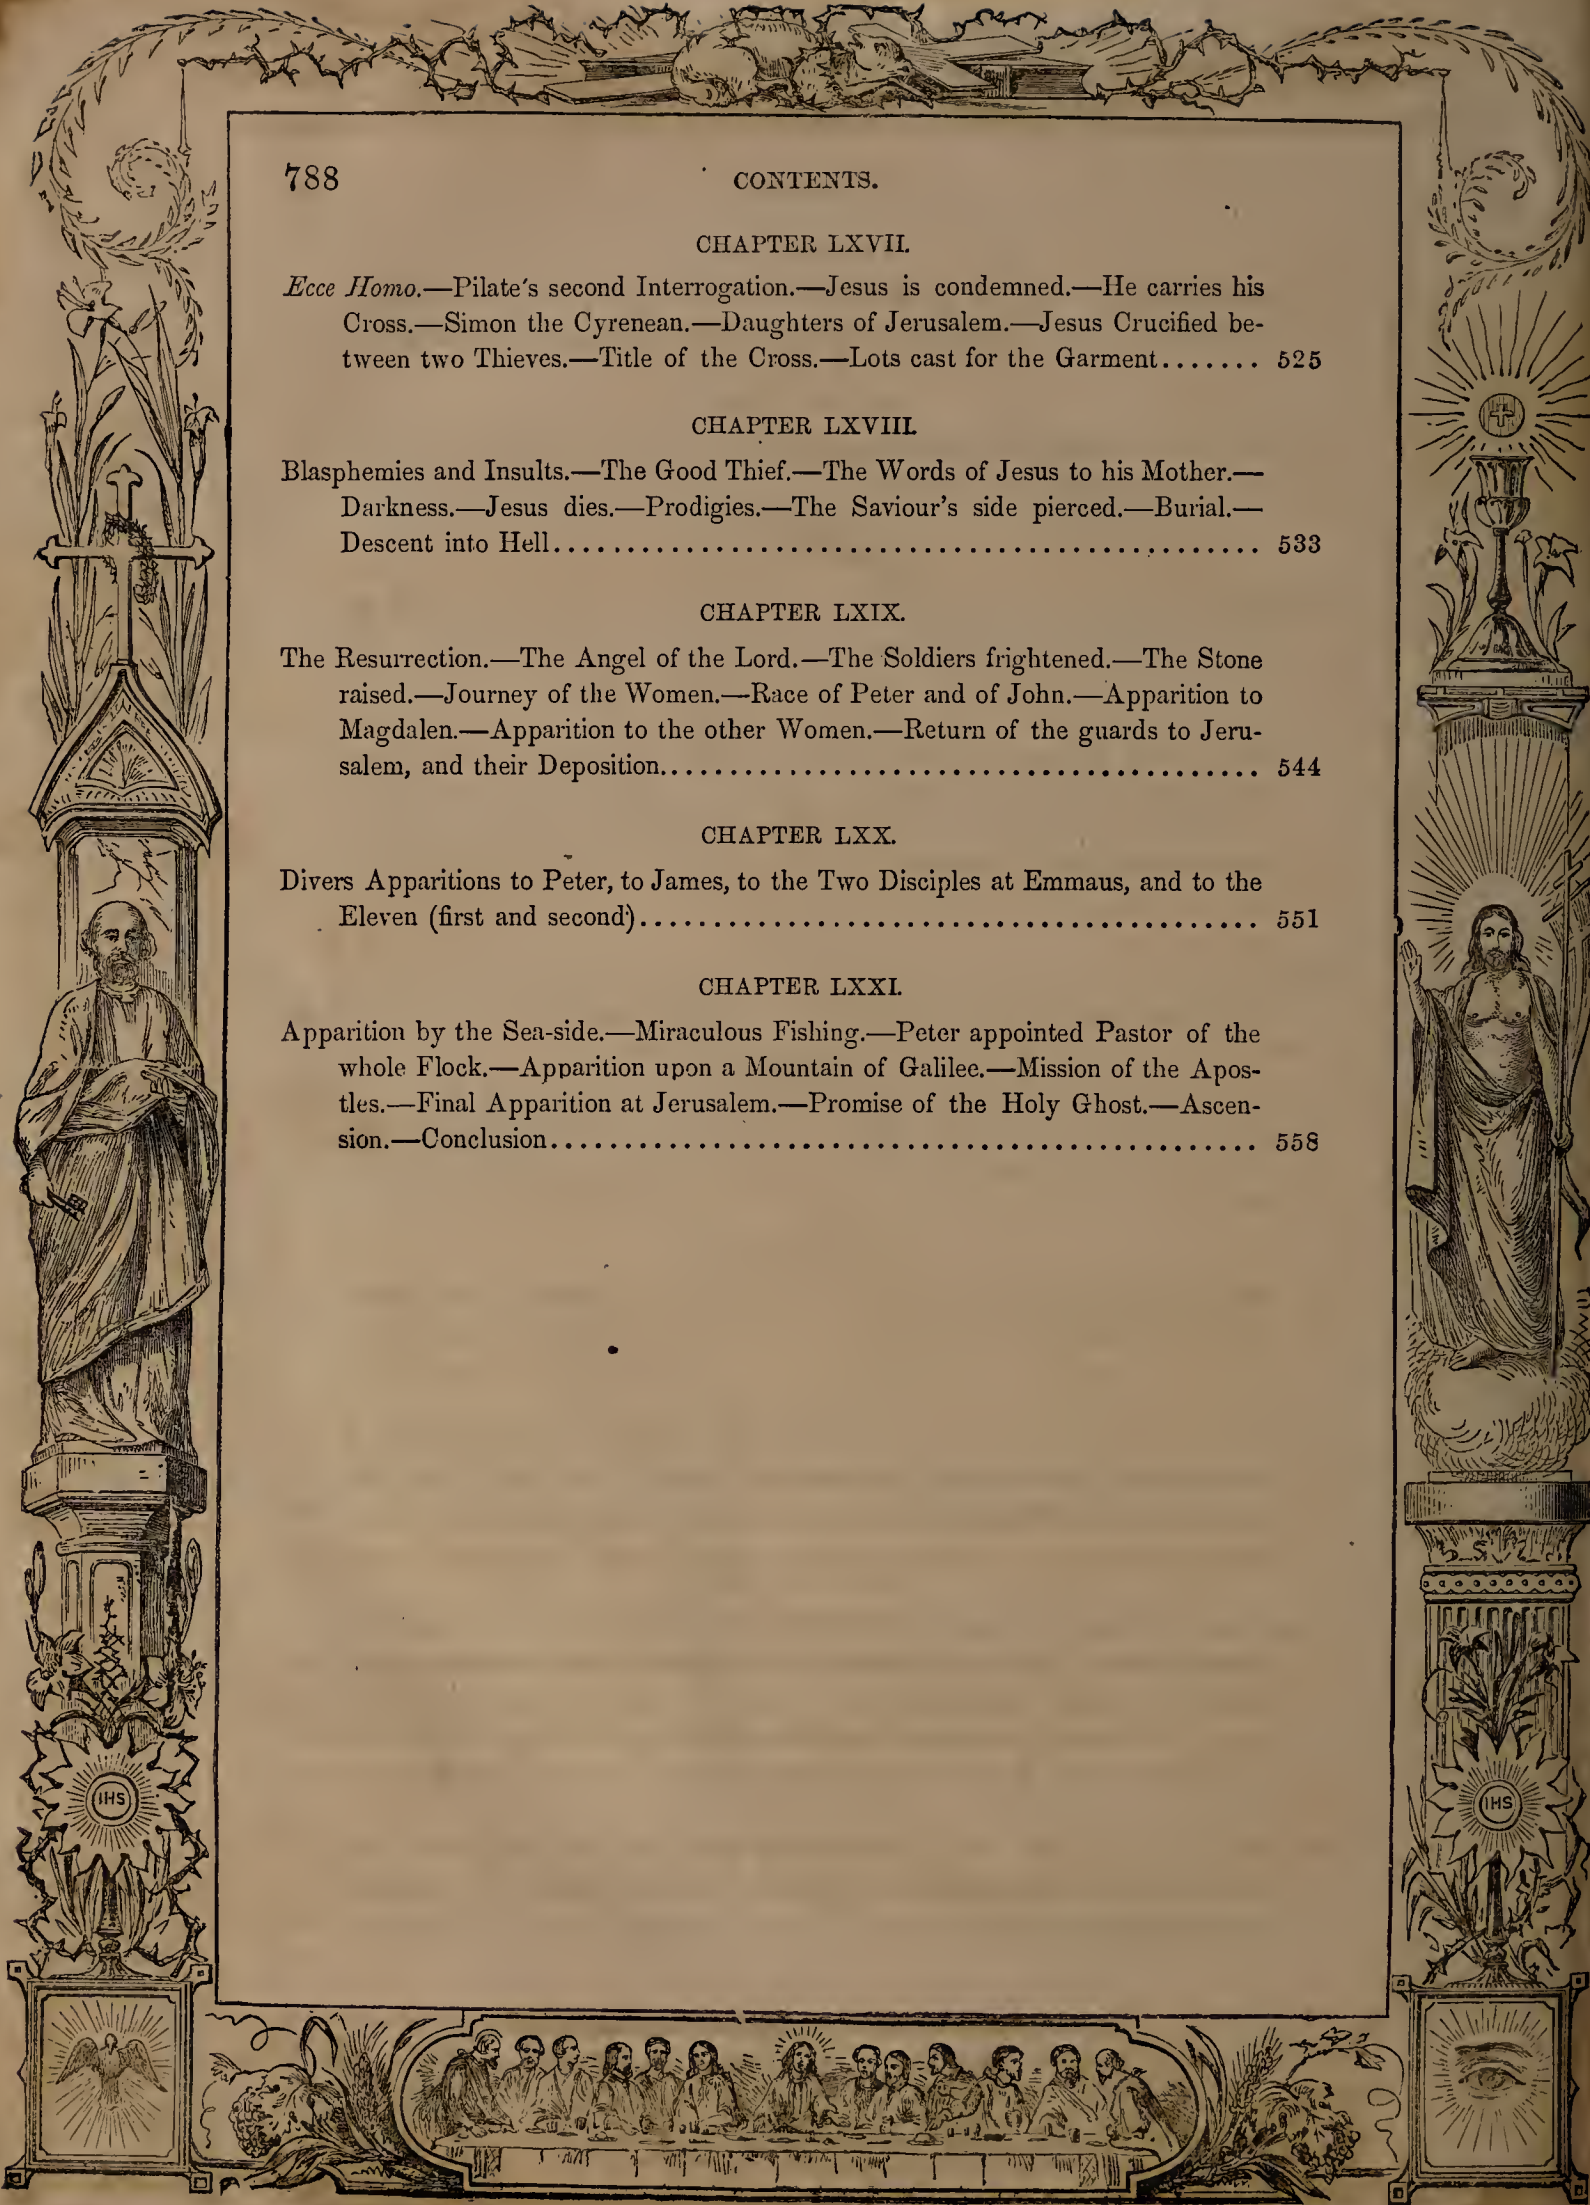 788 CONTENTS.
CHAPTER LXVII.
Ecce Homo.—Pilate's second Interrogation.—Jesus is condemned.—He carries his
Cross.—Simon the Cyrenean.—Daughters of Jerusalem.—Jesus Crucified be-
tween two Thieves.—Title of the Cross.—Lots cast for the Garment....... 525
CHAPTER LXVIII.
Blasphemies and Insults.—The Good Thief.—The Words of Jesus to his Mother.—
Darkness.—Jesus dies.—Prodigies.—The Saviour's side pierced.—Burial.—
Descent into Hell................................................ 533
CHAPTER LXIX.
The Resurrection.—The Angel of the Lord.—The Soldiers frightened.—The Stone
raised.—Journey of the Women.—Race of Peter and of John.—Apparition to
Magdalen.—Apparition to the other Women.—Return of the guards to Jeru-
salem, and their Deposition........................................ 544
CHAPTER LXX.
Divers Apparitions to Peter, to James, to the Two Disciples at Emmaus, and to the
Eleven (first and second).......................................... 551
CHAPTER LXXI.
Apparition by the Sea-side.—Miraculous Fishing.—Peter appointed Pastor of the
whole Flock.—Apparition upon a Mountain of Galilee.—Mission of the Apos-
tles.—Final Apparition at Jerusalem.—Promise of the Holy Ghost.—Ascen-
sion.—Conclusion................................................ 558
IHS
IHS